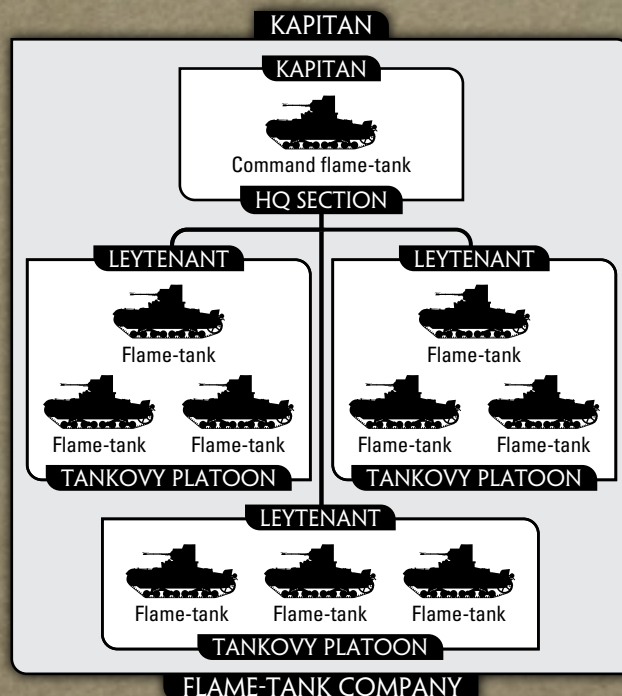 KAPITAN
KAPITAN
Command flame-tank
HQ SECTION
LEYTENANT
Flame-tank
Flame-tank Flame-tank
TANKOVY PLATOON
LEYTENANT
Flame-tank
Flame-tank Flame-tank
TANKOVY PLATOON
LEYTENANT
Flame-tank Flame-tank Flame-tank
TANKOVY PLATOON
FLAME-TANK COMPANY